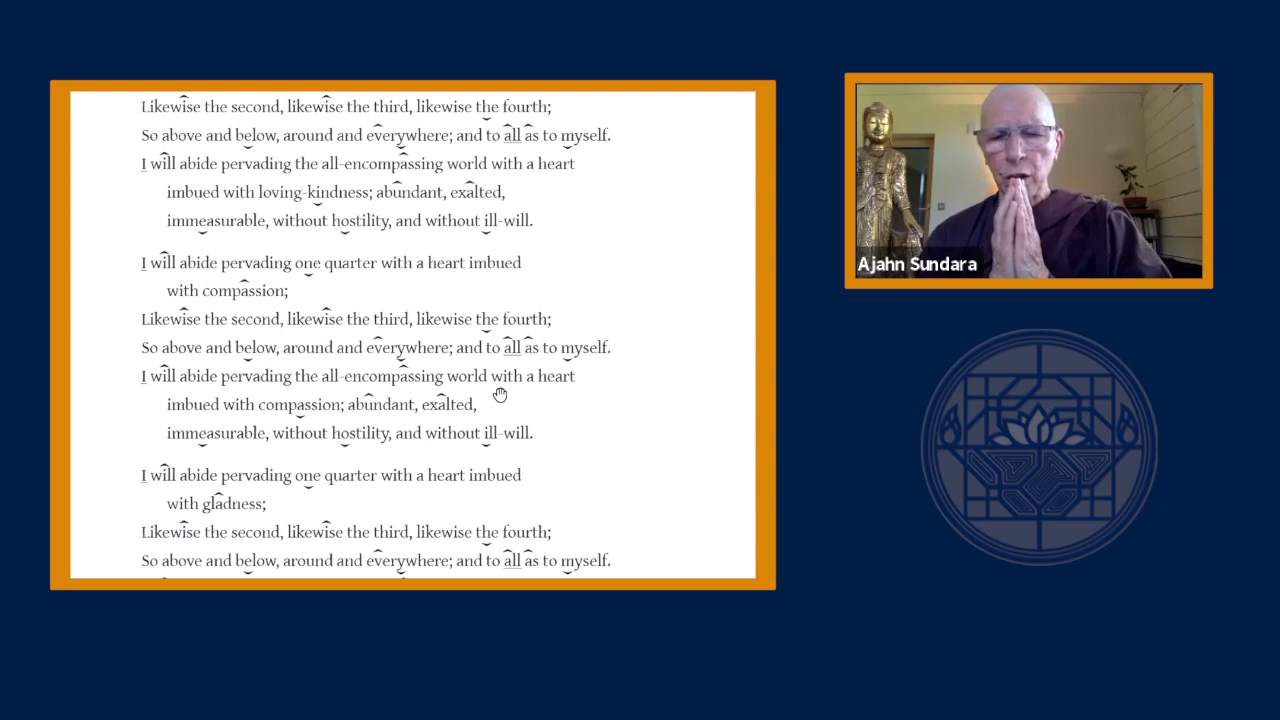 Likewise the second, likewise the third, likewise the fourth;
So above and below, around and everywhere; and to all as to myself.
I will abide pervading the all-encompassing world with a heart
imbued with loving-kindness; abundant, exalted,
immeasurable, without hostility, and without ill-will.
I will abide pervading one quarter with a heart imbued
with compassion;
Likewise the second, likewise the third, likewise the fourth;
So above and below, around and everywhere; and to all as to myself.
I will abide pervading the all-encompassing world with a heart
imbued with compassion; abundant, exalted,
immeasurable, without hostility, and without ill-will.
I will abide pervading one quarter with a heart imbued
with gladness;
Likewise the second, likewise the third, likewise the fourth;
So above and below, around and everywhere; and to all as to myself.
Ajahn Sundara